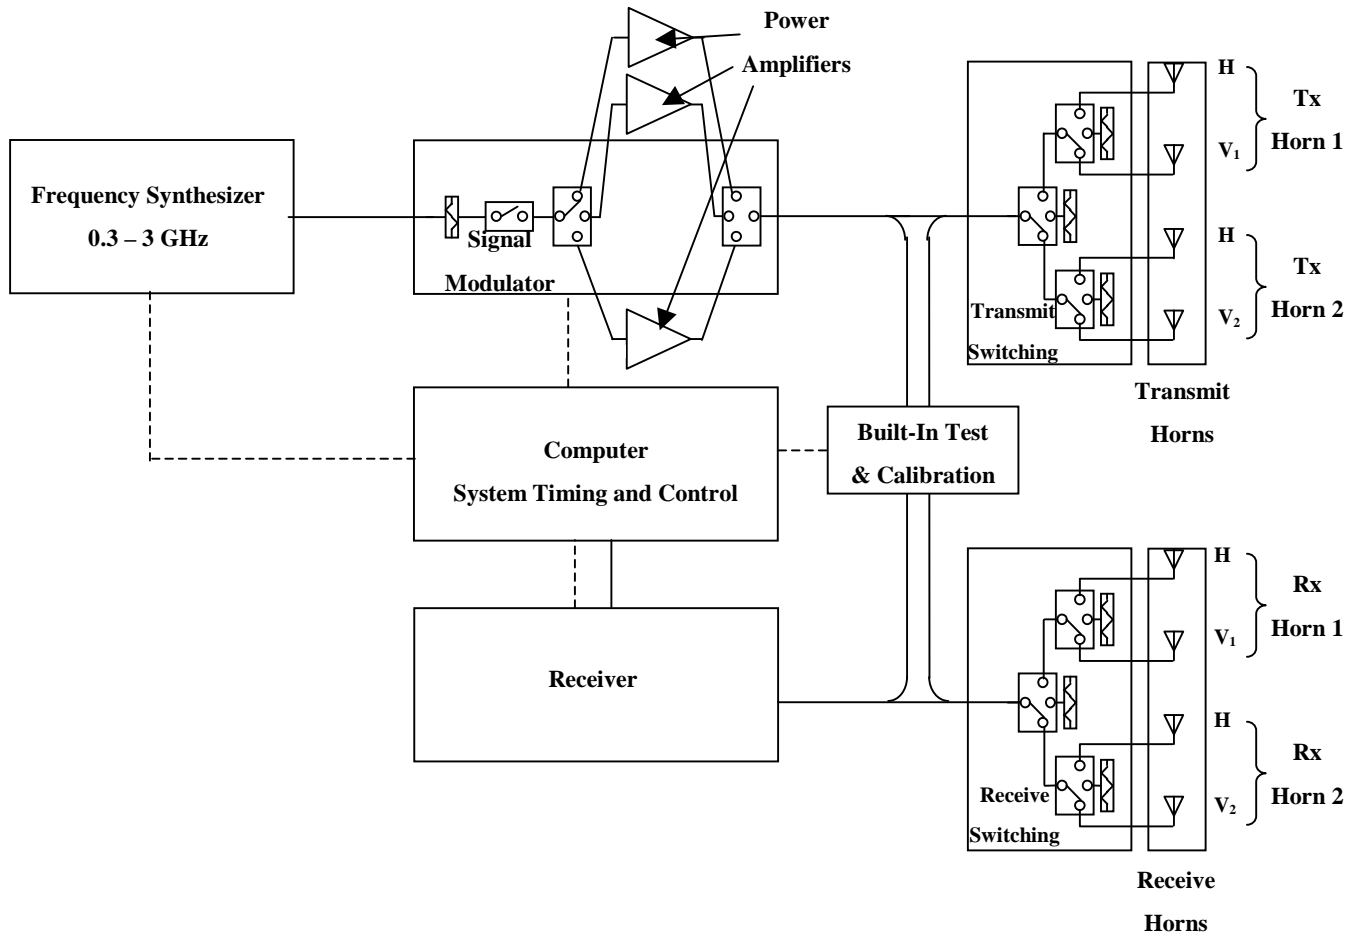 Power
Amplifiers
Frequency Synthesizer
0.3 – 3 GHz
Signal
Modulator
H
V1
Tx
Horn 1
H
V2
Tx
Horn 2
Transmit
Switching
Transmit
Horns
Computer
System Timing and Control
Built-In Test
& Calibration
Receiver
H
V1
Rx
Horn 1
H
V2
Rx
Horn 2
Receive
Switching
Receive
Horns